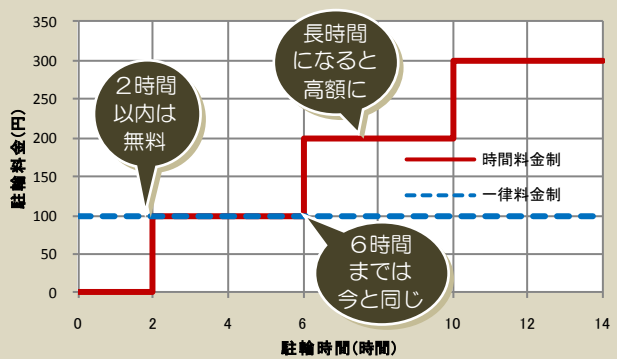 350
300
250
200
150
100
50
0
駐輪料金(円)
2時間
以内は
無料
長時間
になると
高額に
時間料金制
一律料金制
6時間
までは
今と同じ
0 2 4 6 8 10 12 14
駐輪時間(時間)